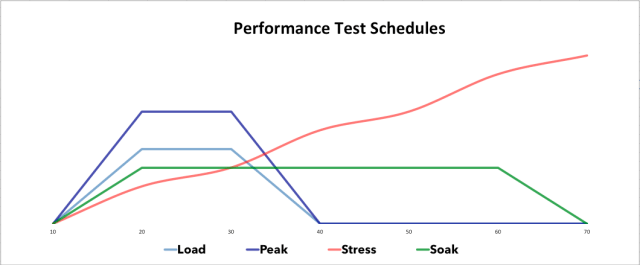 Performance Test Schedules
10 20 30 40 50 60 70
Load Peak Stress Soak